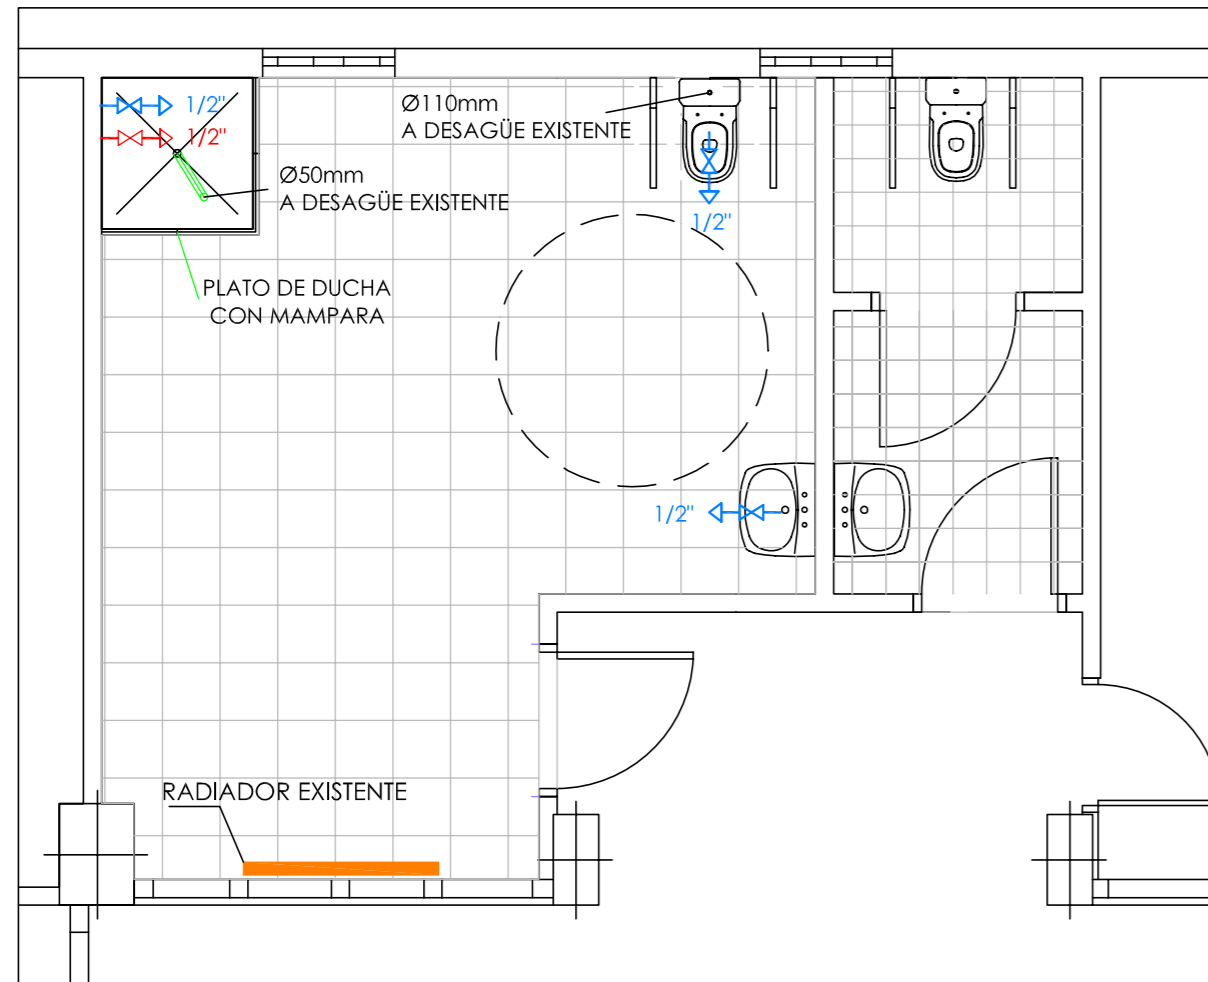 1/2"
1/2"
Ø110mm
A DESAGÜE EXISTENTE
Ø50mm
A DESAGÜE EXISTENTE
1/2"
PLATO DE DUCHA
CON MAMPARA
1/2"
RADIADOR EXISTENTE